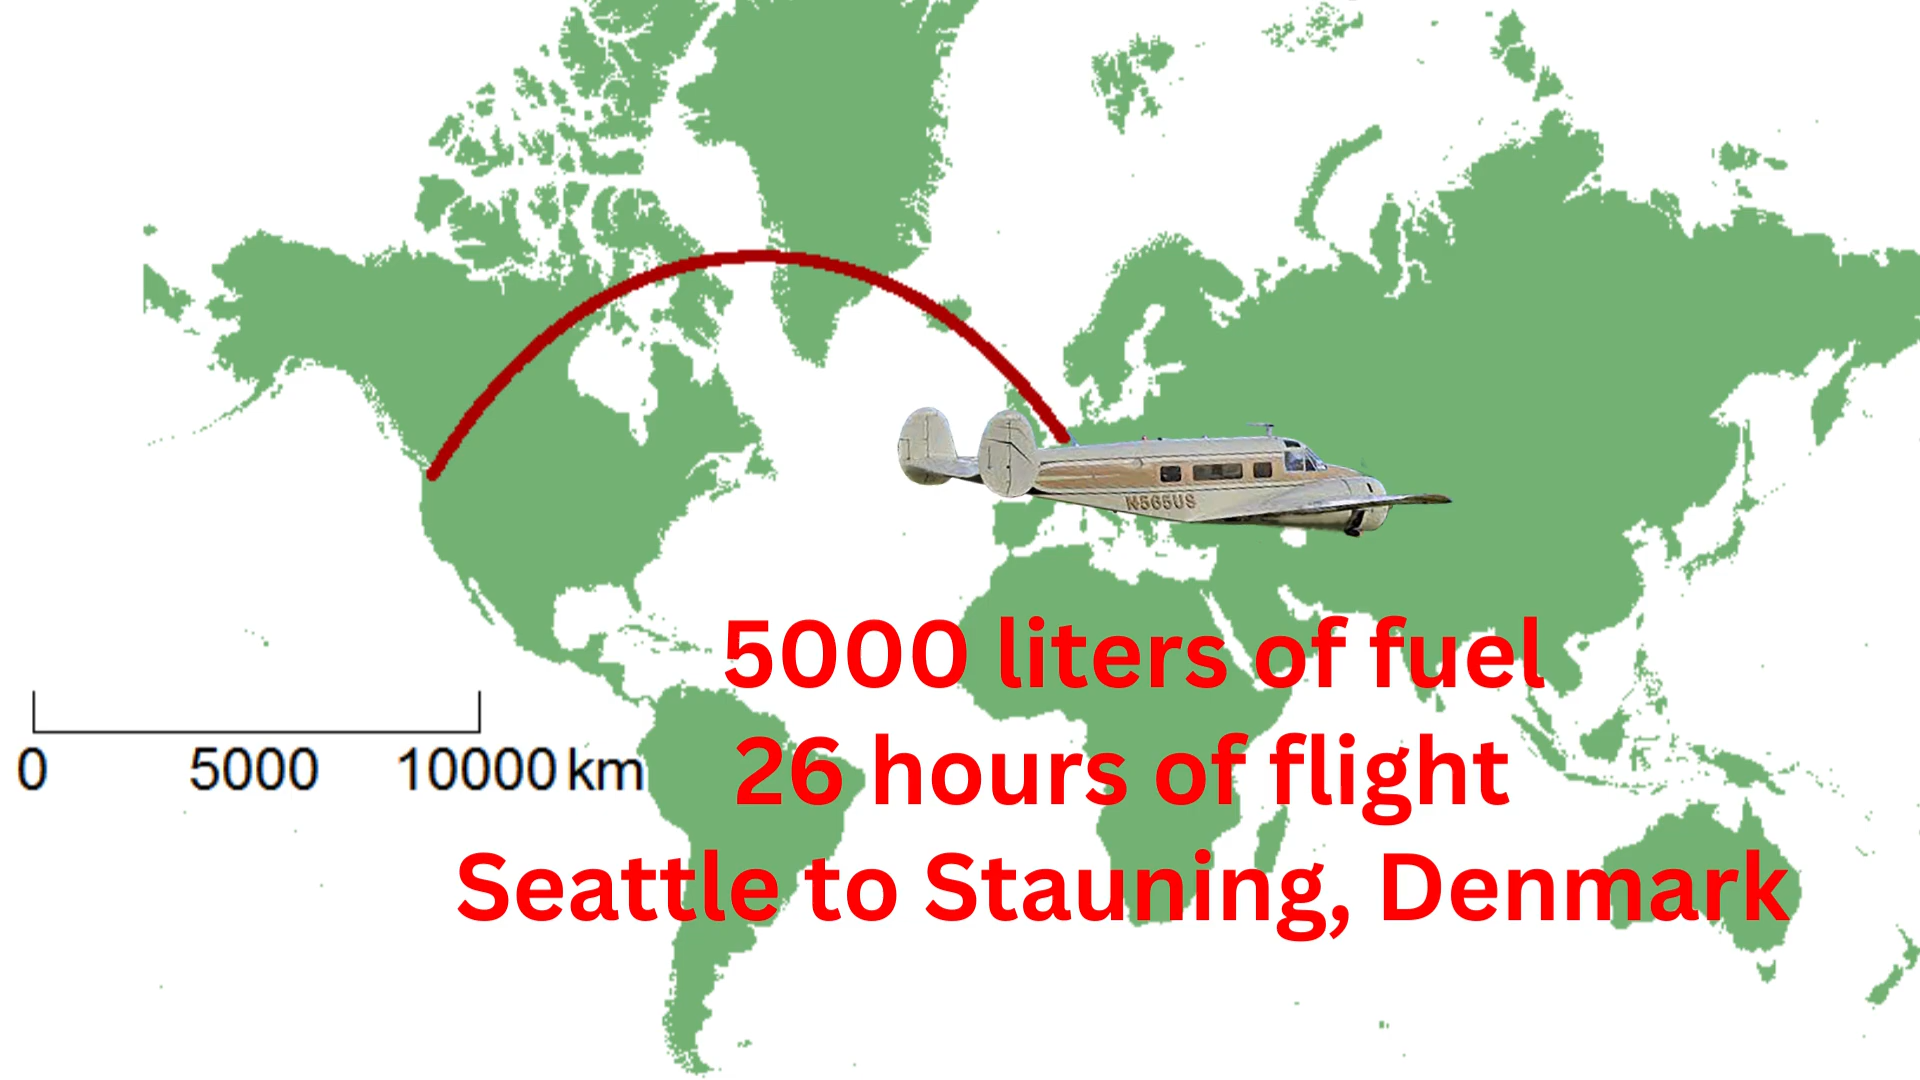 N565US
5000 liters of fuel
0 5000 10000 km
26 hours of flight
Seattle to Stauning, Denmark